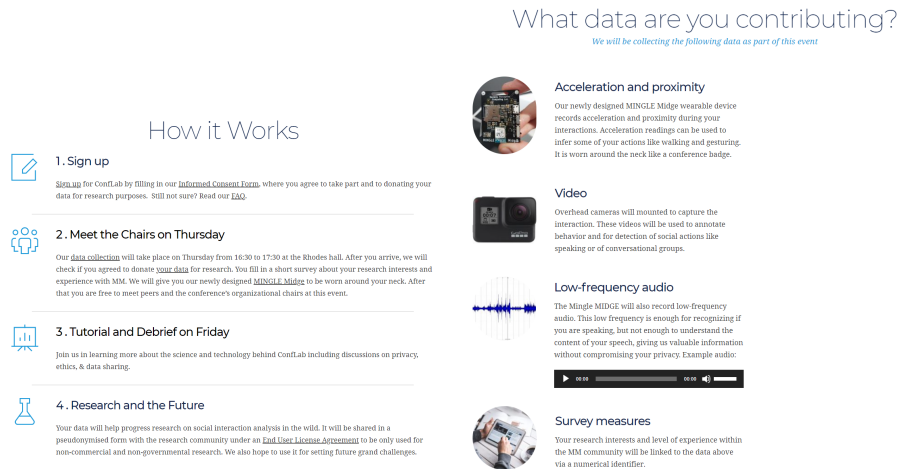 How it Works
1. Sign up
Sign up for ConfLab by filling in our Informed Consent Form, where you agree to take part and to donating your
data for research purposes. Still not sure? Read our FAQ.
2. Meet the Chairs on Thursday
Our data collection will take place on Thursday from 16:30 to 17:30 at the Rhodes hall. After you arrive, we will
check if you agreed to donate your data for research. You fill in a short survey about your research interests and
experience with MM. We will give you our newly designed MINGLE Midge to be worn around your neck. After
that you are free to meet peers and the conference's organizational chairs at this event.
3. Tutorial and Debrief on Friday
Join us in learning more about the science and technology behind ConfLab including discussions on privacy,
ethics, & data sharing.
4. Research and the Future
Your data will help progress research on social interaction analysis in the wild. It will be shared in a
pseudonymised form with the research community under an End User License Agreement to be only used for
non-commercial and non-governmental research. We also hope to use it for setting future grand challenges.
What data are you contributing?
We will be collecting the following data as part of this event
Acceleration and proximity
Our newly designed MINGLE Midge wearable device
records acceleration and proximity during your
interactions. Acceleration readings can be used to
infer some of your actions like walking and gesturing.
It is worn around the neck like a conference badge.
Video
Overhead cameras will mounted to capture the
interaction. These videos will be used to annotate
behavior and for detection of social actions like
speaking or of conversational groups.
Low-frequency audio
The Mingle MIDGE will also record low-frequency
audio. This low frequency is enough for recognizing if
you are speaking, but not enough to understand the
content of your speech, giving us valuable information
without compromising your privacy. Example audio:
00:00 00:00
Survey measures
Your research interests and level of experience within
the MM community will be linked to the data above
via a numerical identifier.